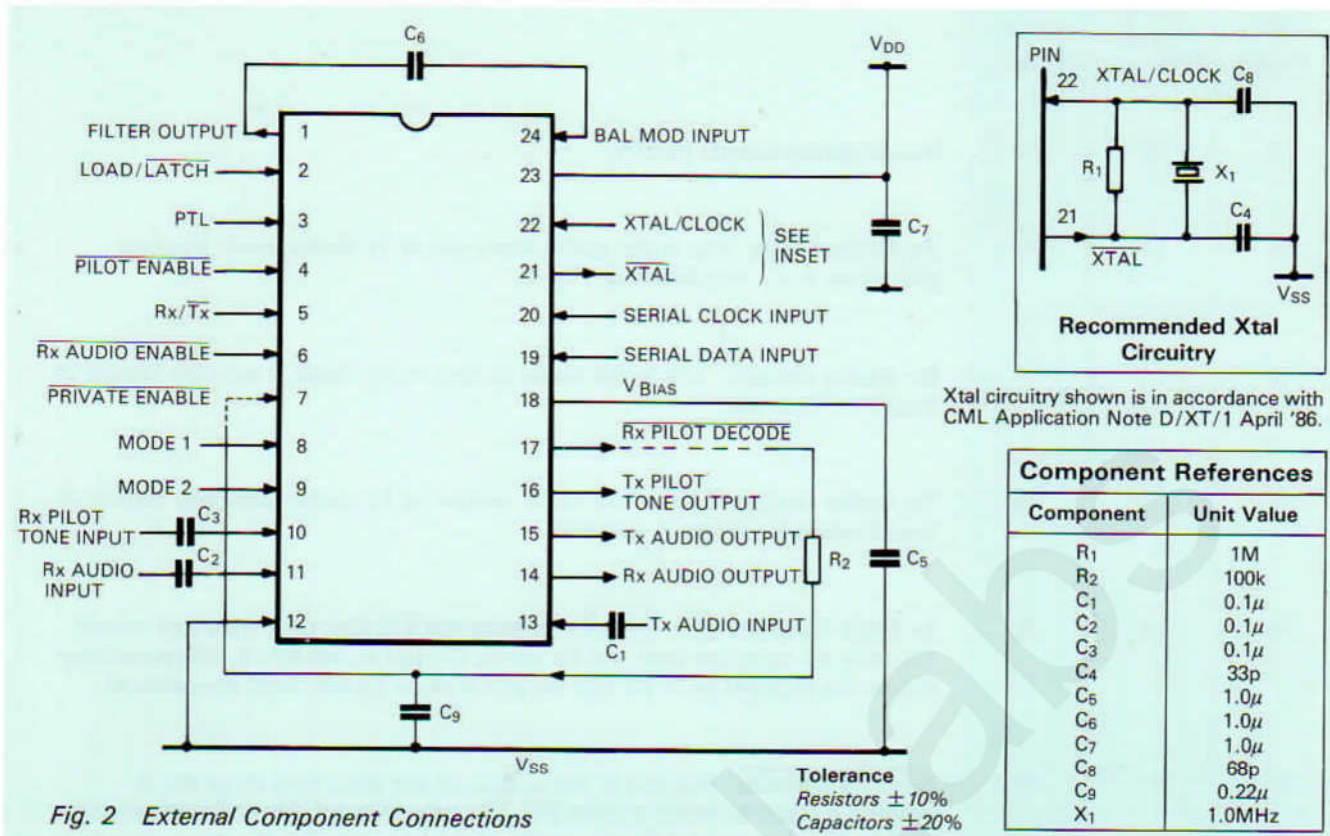 C6
VDD
FILTER OUTPUT 1
LOAD/LATCH 2
PTL 3
PILOT ENABLE 4
Rx/Tx 5
Rx AUDIO ENABLE 6
PRIVATE ENABLE 7
MODE 1 8
MODE 2 9
Rx PILOT
TONE INPUT C3 10
Rx AUDIO
INPUT C2 11
12
24 BAL MOD INPUT
23
22 XTAL/CLOCK
21 XTAL
SEE
INSET
C7
20 SERIAL CLOCK INPUT
19 SERIAL DATA INPUT
18 VBIAS
17 Rx PILOT DECODE
16 Tx PILOT
TONE OUTPUT
15 Tx AUDIO OUTPUT
14 Rx AUDIO OUTPUT
R2
C5
13 Tx AUDIO INPUT
C1
C9
VSS
PIN
22 XTAL/CLOCK C8
R1 X1
21 C4
XTAL
VSS
Recommended Xtal
Circuitry
Xtal circuitry shown is in accordance with
CML Application Note D/XT/1 April '86.
Component References
Component Unit Value
R1 1M
R2 100k
C1 0.1μ
C2 0.1μ
C3 0.1μ
C4 33p
C5 1.0μ
C6 1.0μ
C7 1.0μ
C8 68p
C9 0.22μ
X1 1.0MHz
Tolerance
Resistors ±10%
Capacitors ±20%
Fig. 2 External Component Connections